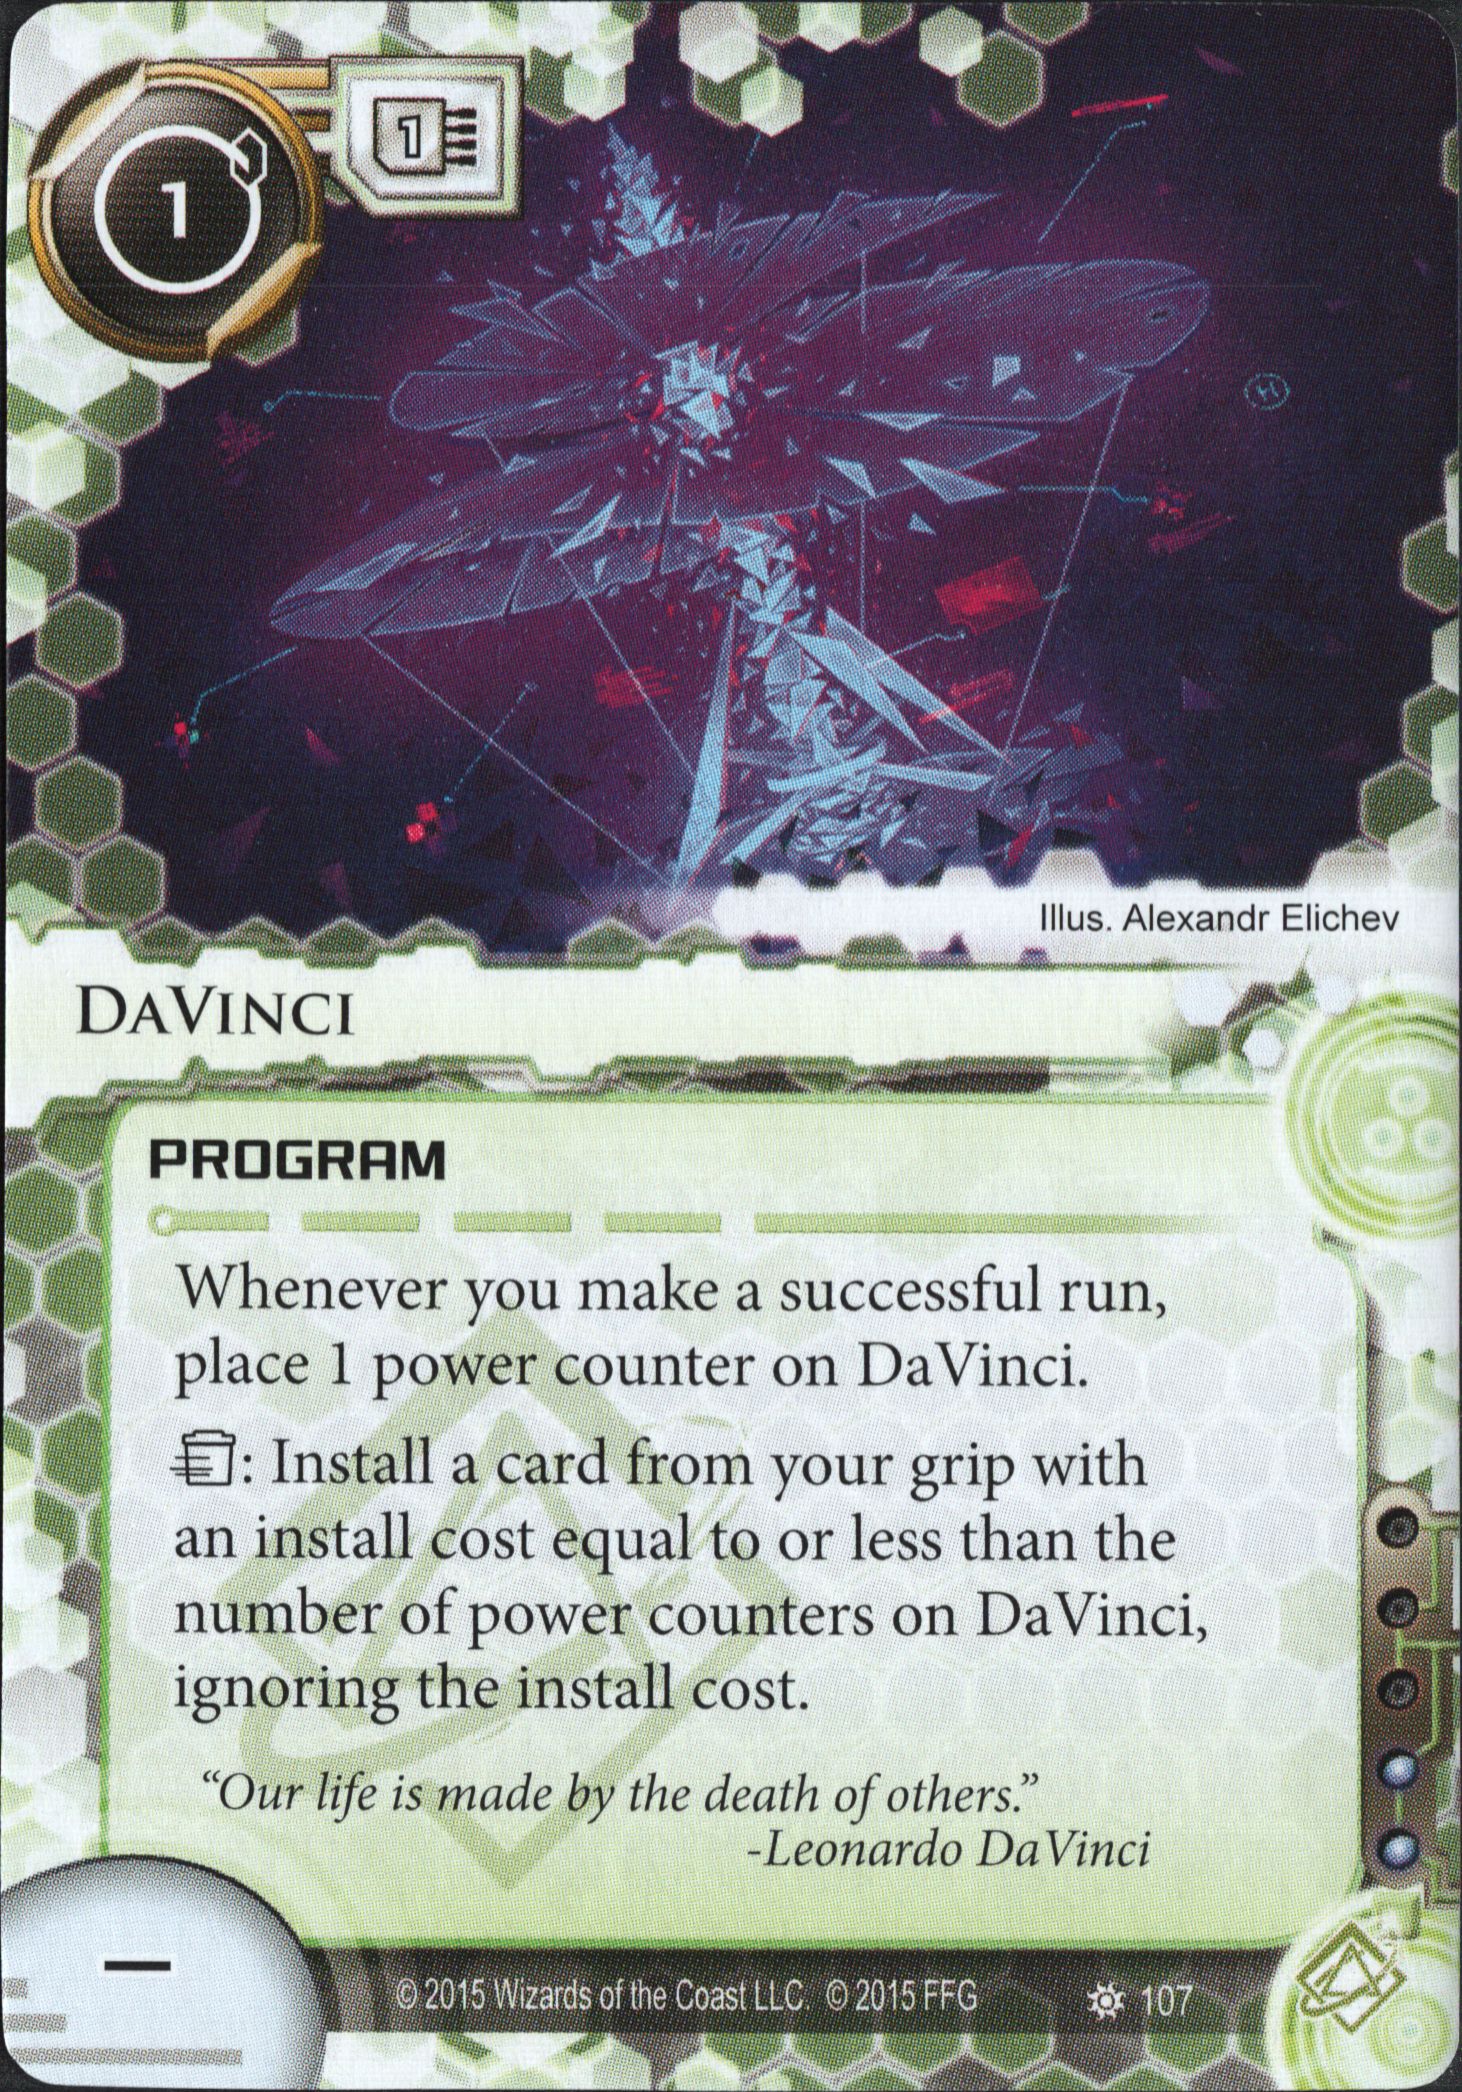 1
1
Illus. Alexandr Elichev
DAVINCI
PROGRAM
Whenever you make a successful run,
place 1 power counter on DaVinci.
: Install a card from your grip with
an install cost equal to or less than the
number of power counters on DaVinci,
ignoring the install cost.
“Our life is made by the death of others.”
-Leonardo DaVinci
–
© 2015 Wizards of the Coast LLC. © 2015 FFG
107